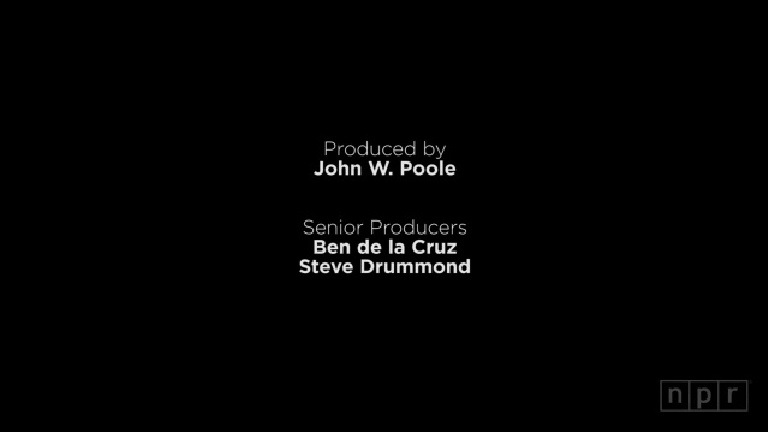 Produced by
John W. Poole
Senior Producers
Ben de la Cruz
Steve Drummond
npr